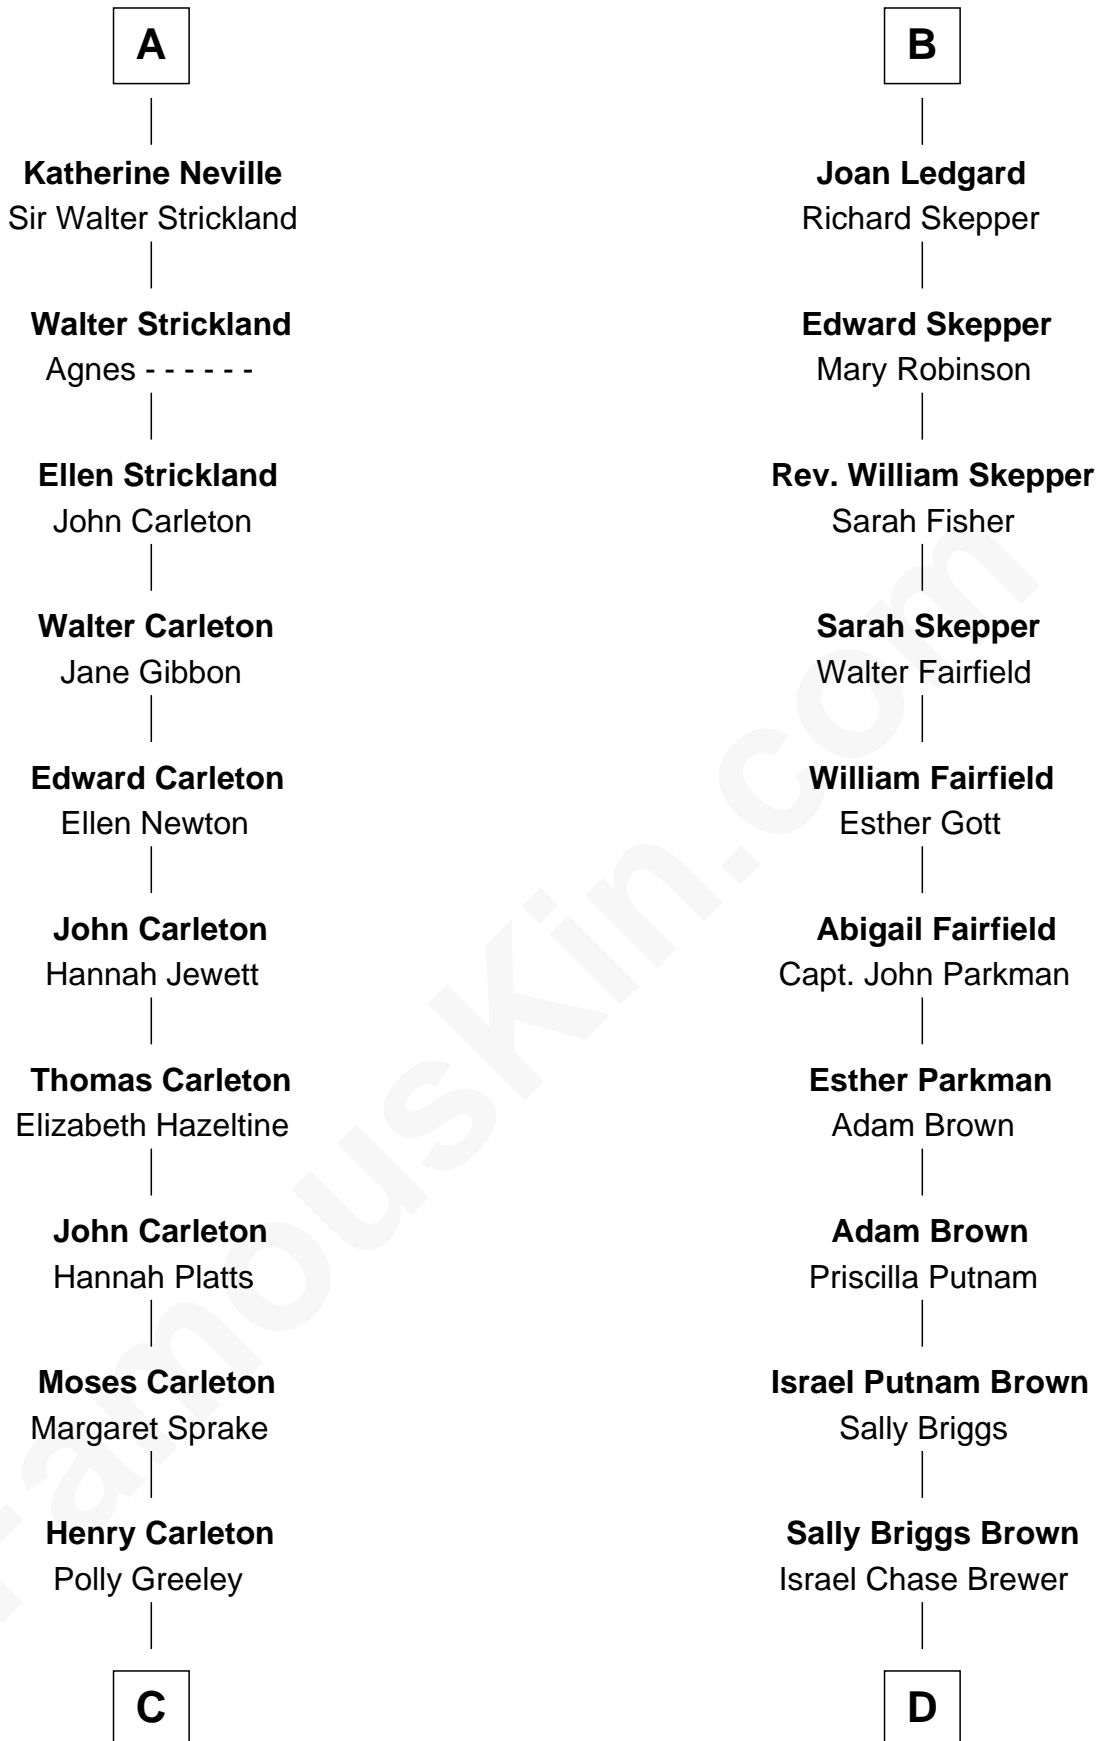 A
Katherine Neville
Sir Walter Strickland
Walter Strickland
Agnes - - - - - -
Ellen Strickland
John Carleton
Walter Carleton
Jane Gibbon
Edward Carleton
Ellen Newton
John Carleton
Hannah Jewett
Thomas Carleton
Elizabeth Hazeltine
John Carleton
Hannah Platts
Moses Carleton
Margaret Sprake
Henry Carleton
Polly Greeley
C
B
Joan Ledgard
Richard Skepper
Edward Skepper
Mary Robinson
Rev. William Skepper
Sarah Fisher
Sarah Skepper
Walter Fairfield
William Fairfield
Esther Gott
Abigail Fairfield
Capt. John Parkman
Esther Parkman
Adam Brown
Adam Brown
Priscilla Putnam
Israel Putnam Brown
Sally Briggs
Sally Briggs Brown
Israel Chase Brewer
D
FamousKin.com